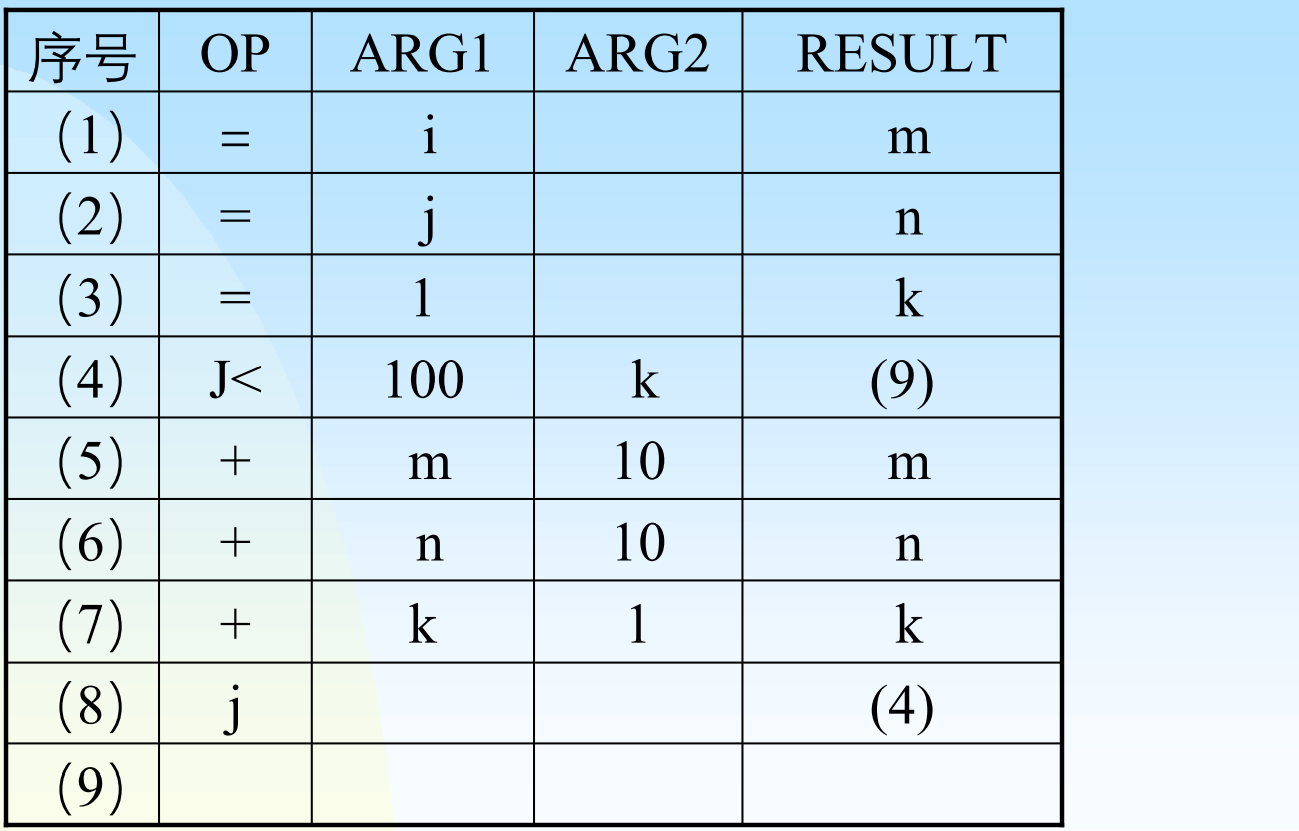 序号 OP ARG1 ARG2 RESULT
(1) = i m
(2) = j n
(3) = 1 k
(4) J< 100 k (9)
(5) + m 10 m
(6) + n 10 n
(7) + k 1 k
(8) j (4)
(9)